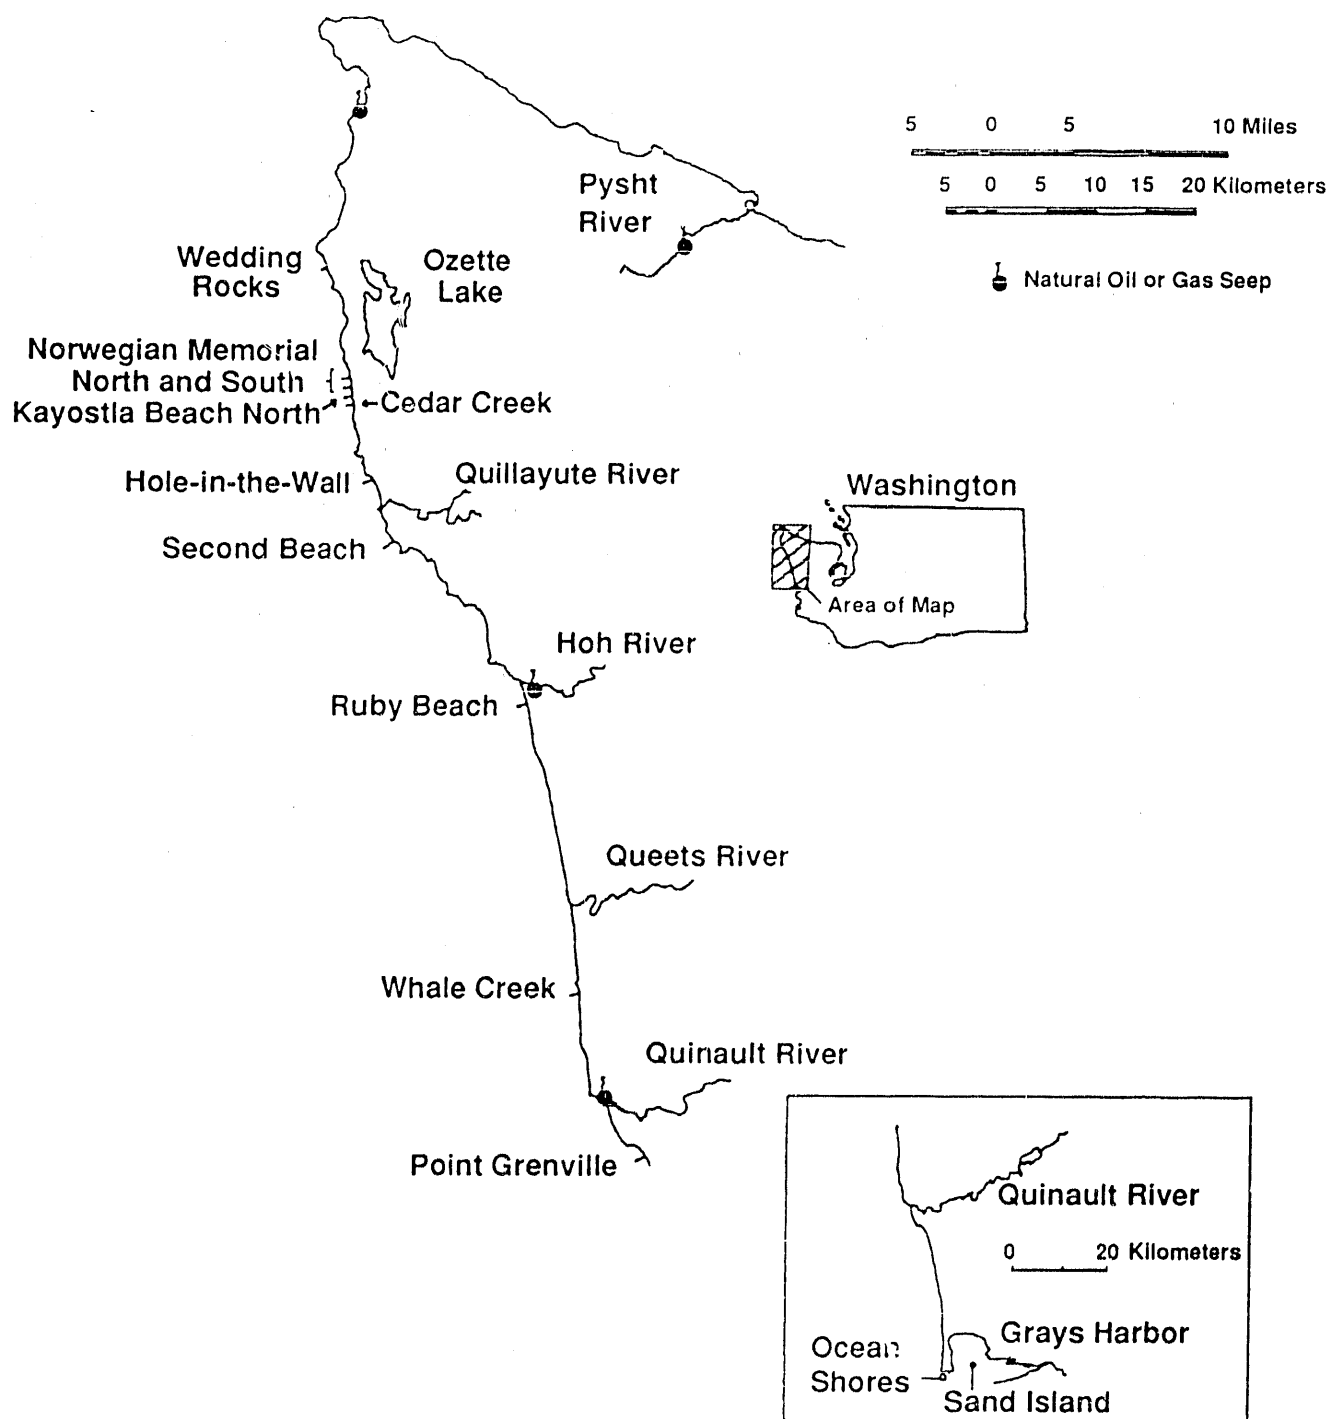 5 0 5 10 Miles
5 0 5 10 15 20 Kilometers
Natural Oil or Gas Seep
Pysht
River
Wedding
Rocks
Ozette
Lake
Norwegian Memorial
North and South
Kayostla Beach North
Cedar Creek
Hole-in-the-Wall
Quillayute River
Second Beach
Washington
Area of Map
Hoh River
Ruby Beach
Queets River
Whale Creek
Quinault River
Point Grenville
Quinault River
0 20 Kilometers
Grays Harbor
Ocean
Shores
Sand Island